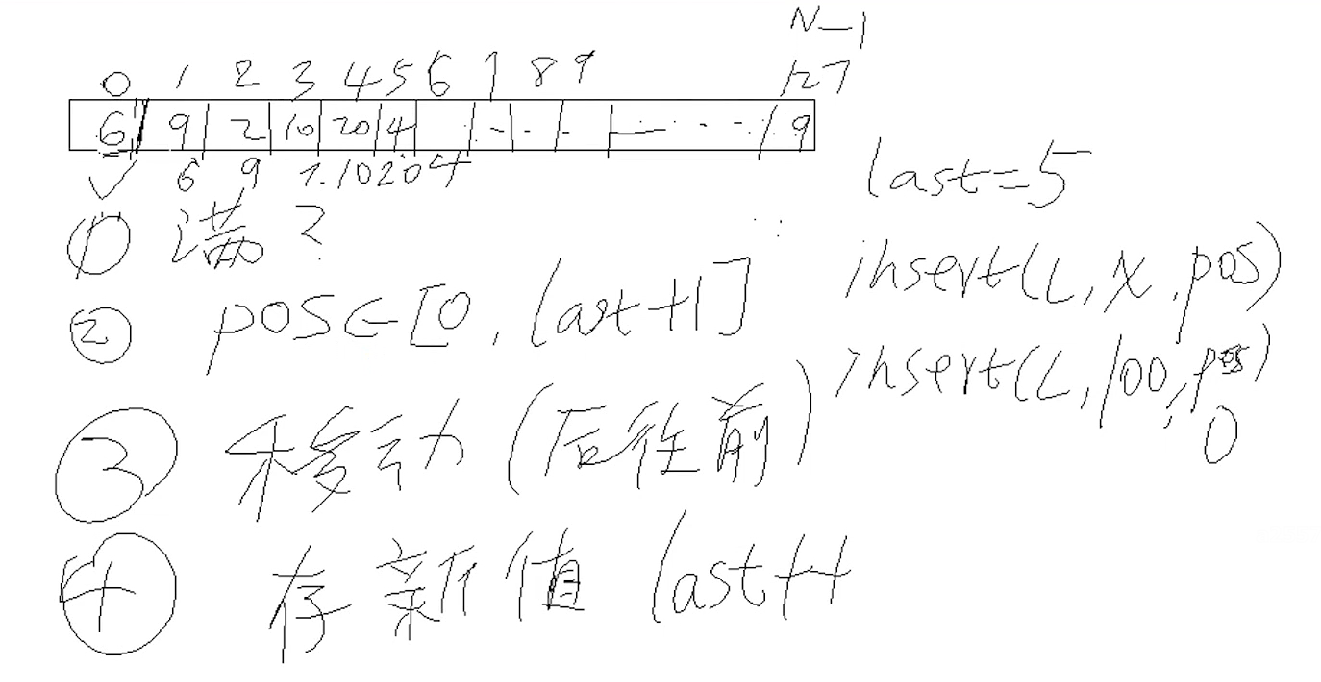 N-1
0 1 2 3 4 5 6 7 8 9 127
6 9 2 10 20 4 9
6 9 1 10 20 4
last=5
① 满?
insert(L, X, pos)
② pos∈[0, last+1]
insert(L, 100, pos)
0
③ 移动(后往前)
④ 存新值 last++